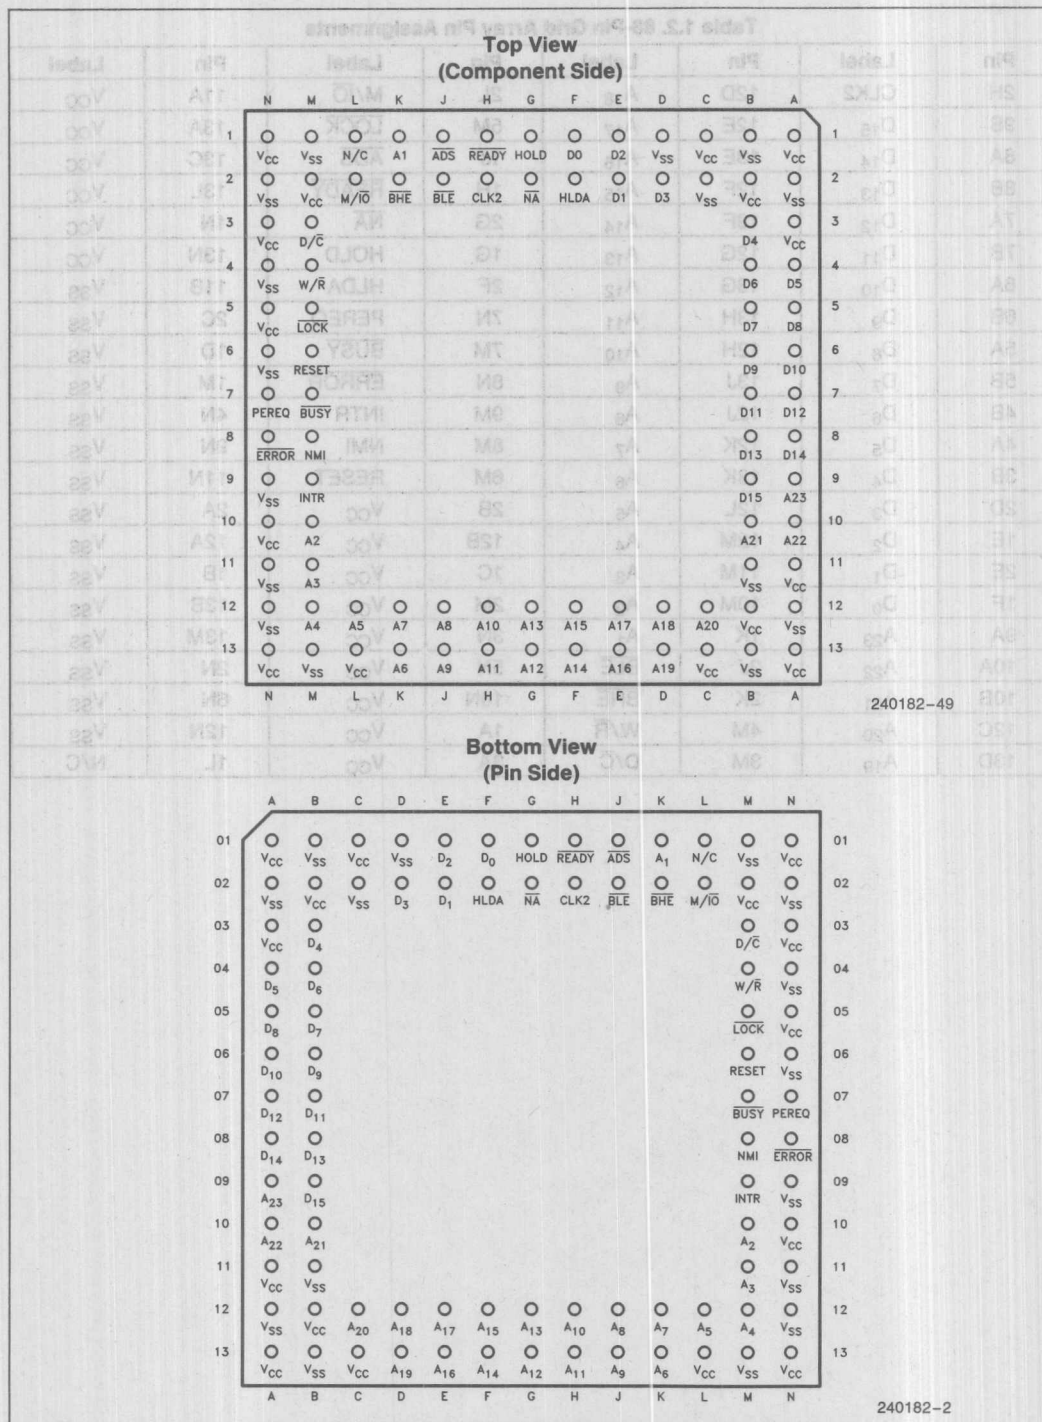 Top View
(Component Side)
N M L K J H G F E D C B A
1 1
VCC VSS N/C A1 ADS READY HOLD D0 D2 VSS VCC VSS VCC
2 2
VSS VCC M/IO BHE BLE CLK2 NA HLDA D1 D3 VSS VCC VSS
3 3
VCC D/C D4 VCC
4 4
VSS W/R D6 D5
5 5
VCC LOCK D7 D8
6 6
VSS RESET D9 D10
7 7
PEREQ BUSY D11 D12
8 8
ERROR NMI D13 D14
9 9
VSS INTR D15 A23
10 10
VCC A2 A21 A22
11 11
VSS A3 VSS VCC
12 12
VSS A4 A5 A7 A8 A10 A13 A15 A17 A18 A20 VCC VSS
13 13
VCC VSS VCC A6 A9 A11 A12 A14 A16 A19 VCC VSS VCC
N M L K J H G F E D C B A
240182-49
Bottom View
(Pin Side)
A B C D E F G H J K L M N
01 01
VCC VSS VCC VSS D2 D0 HOLD READY ADS A1 N/C VSS VCC
02 02
VSS VCC VSS D3 D1 HLDA NA CLK2 BLE BHE M/IO VCC VSS
03 03
VCC D4 D/C VCC
04 04
D5 D6 W/R VSS
05 05
D8 D7 LOCK VCC
06 06
D10 D9 RESET VSS
07 07
D12 D11 BUSY PEREQ
08 08
D14 D13 NMI ERROR
09 09
A23 D15 INTR VSS
10 10
A22 A21 A2 VCC
11 11
VCC VSS A3 VSS
12 12
VSS VCC A20 A18 A17 A15 A13 A10 A8 A7 A5 A4 VSS
13 13
VCC VSS VCC A19 A16 A14 A12 A11 A9 A6 VCC VSS VCC
A B C D E F G H J K L M N
240182-2